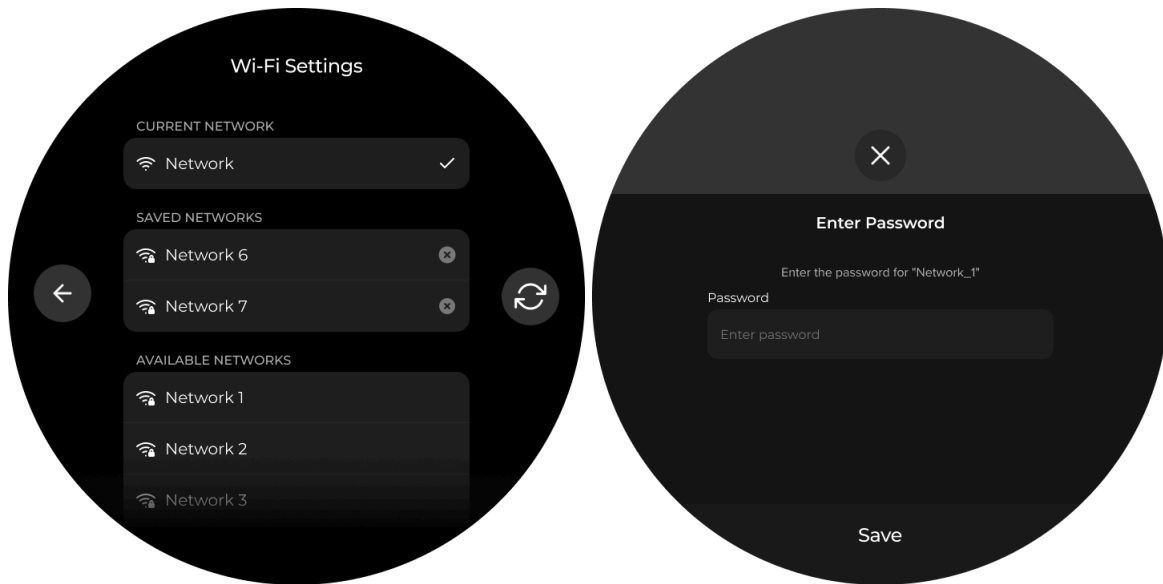 Wi-Fi Settings
CURRENT NETWORK
Network
SAVED NETWORKS
Network 6
Network 7
AVAILABLE NETWORKS
Network 1
Network 2
Network 3
Enter Password
Enter the password for "Network_1"
Password
Enter password
Save